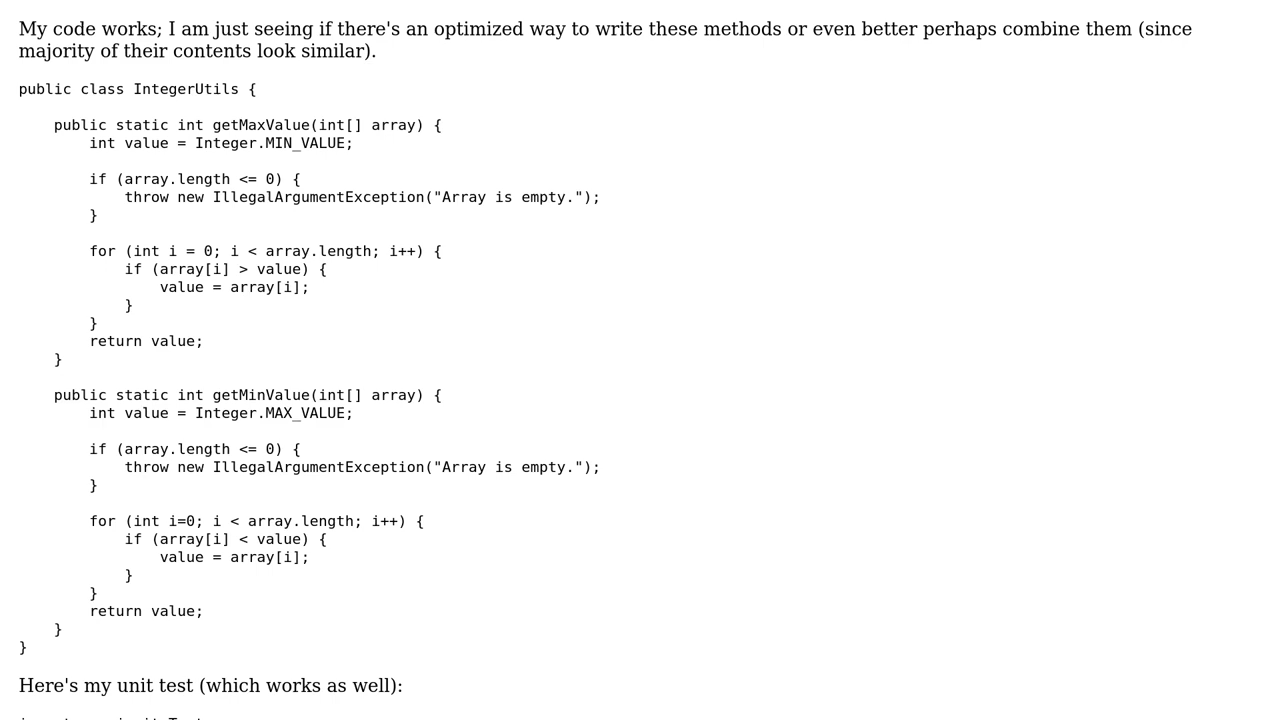 My code works; I am just seeing if there's an optimized way to write these methods or even better perhaps combine them (since
majority of their contents look similar).
public class IntegerUtils {
    public static int getMaxValue(int[] array) {
        int value = Integer.MIN_VALUE;
        if (array.length <= 0) {
            throw new IllegalArgumentException("Array is empty.");
        }
        for (int i = 0; i < array.length; i++) {
            if (array[i] > value) {
                value = array[i];
            }
        }
        return value;
    }
    public static int getMinValue(int[] array) {
        int value = Integer.MAX_VALUE;
        if (array.length <= 0) {
            throw new IllegalArgumentException("Array is empty.");
        }
        for (int i=0; i < array.length; i++) {
            if (array[i] < value) {
                value = array[i];
            }
        }
        return value;
    }
}
Here's my unit test (which works as well):